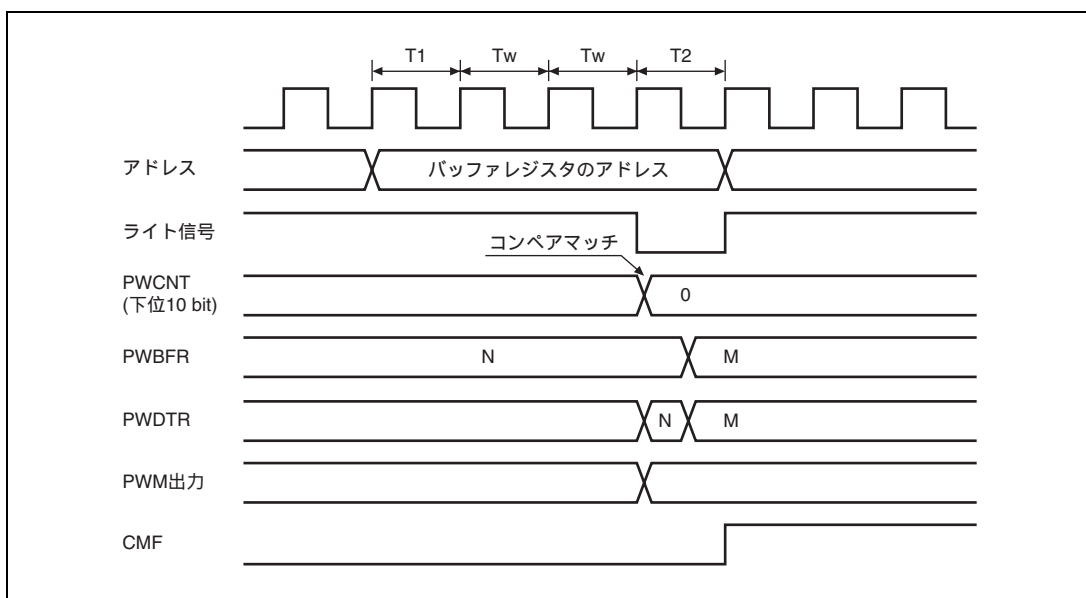 T1 Tw Tw T2
アドレス バッファレジスタのアドレス
ライト信号
コンペアマッチ
PWCNT
(下位10 bit) 0
PWBFR N M
PWDTR N M
PWM出力
CMF